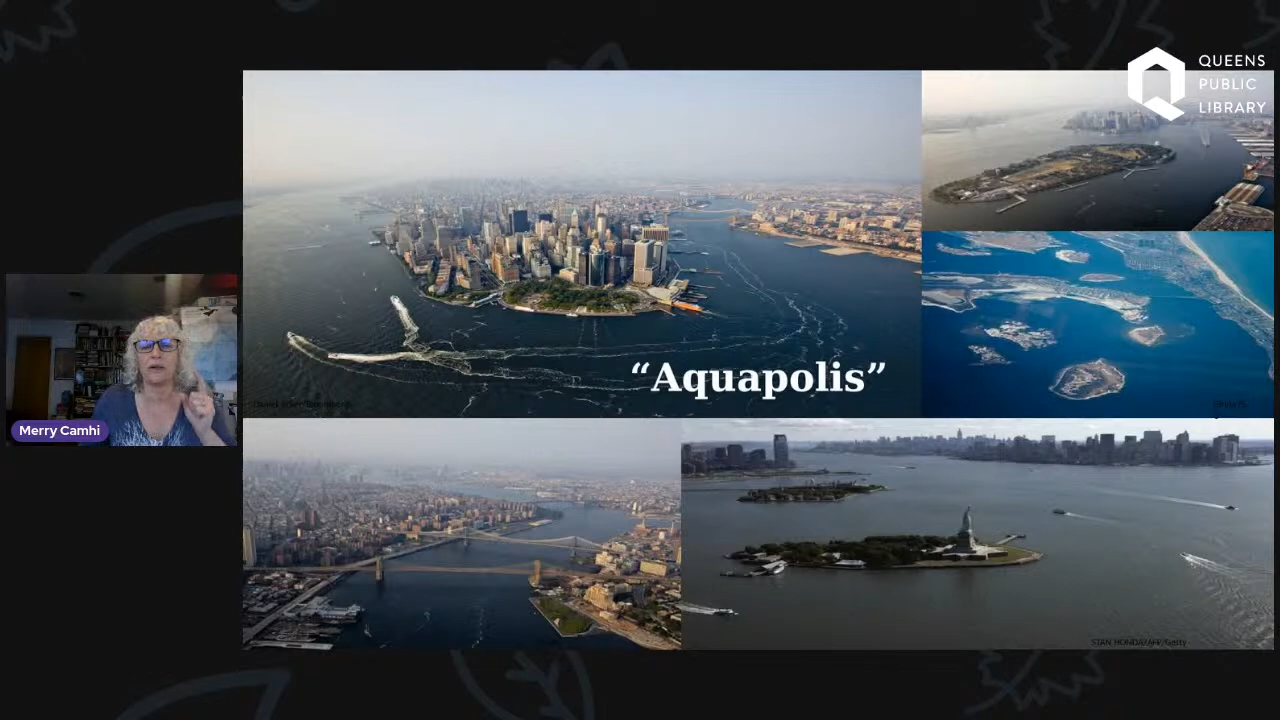 QUEENS
PUBLIC
LIBRARY
“Aquapolis”
Merry Camhi
STAN HONDA/AFP/Getty